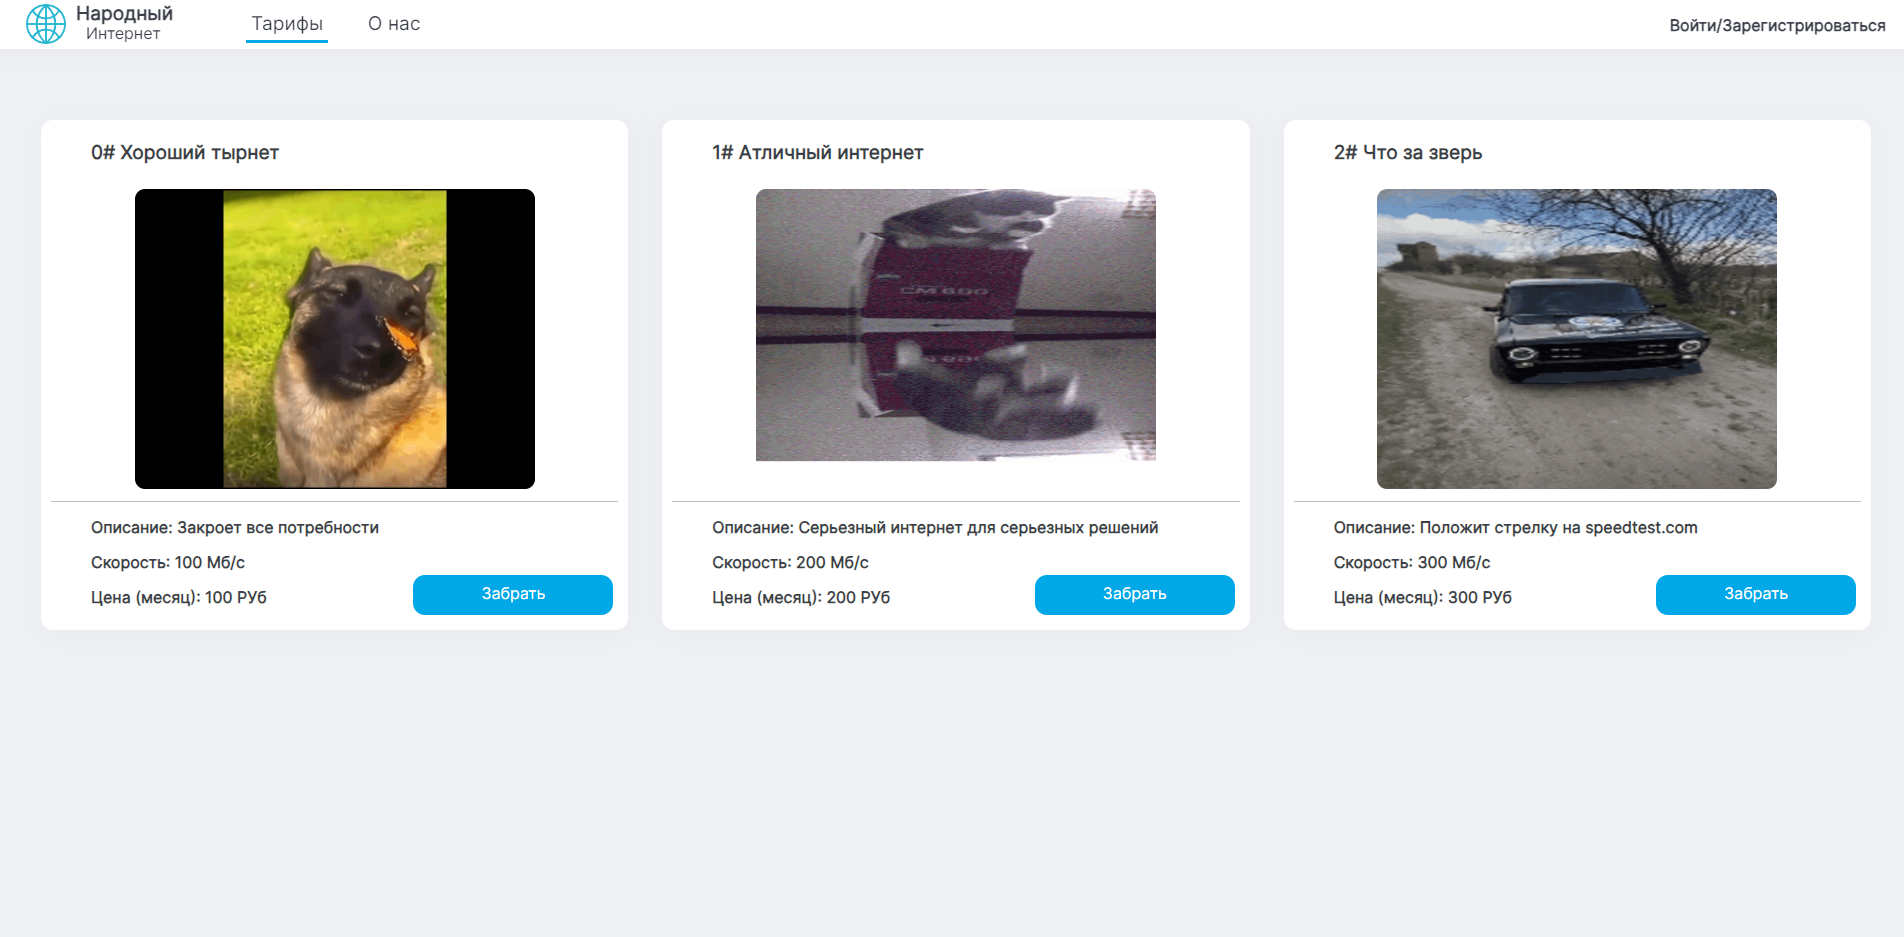 Народный
Интернет
Тарифы
О нас
Войти/Зарегистрироваться
0# Хороший тырнет
1# Атличный интернет
2# Что за зверь
CM 690
Описание: Закроет все потребности
Скорость: 100 Мб/с
Цена (месяц): 100 РУб
Забрать
Описание: Серьезный интернет для серьезных решений
Скорость: 200 Мб/с
Цена (месяц): 200 РУб
Забрать
Описание: Положит стрелку на speedtest.com
Скорость: 300 Мб/с
Цена (месяц): 300 РУб
Забрать